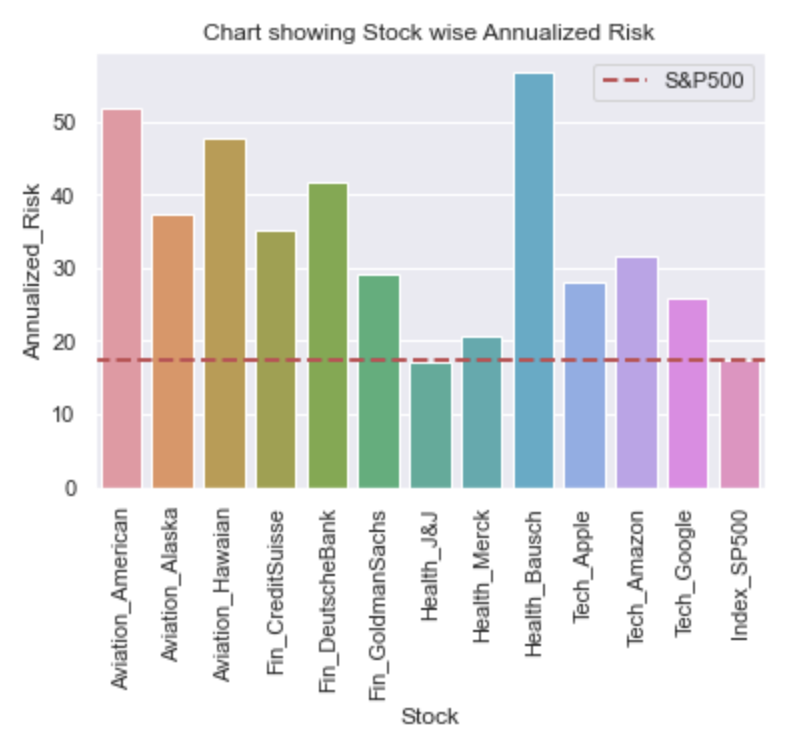 Chart showing Stock wise Annualized Risk
S&P500
Annualized_Risk
50
40
30
20
10
0
Aviation_American
Aviation_Alaska
Aviation_Hawaian
Fin_CreditSuisse
Fin_DeutscheBank
Fin_GoldmanSachs
Health_J&J
Health_Merck
Health_Bausch
Tech_Apple
Tech_Amazon
Tech_Google
Index_SP500
Stock